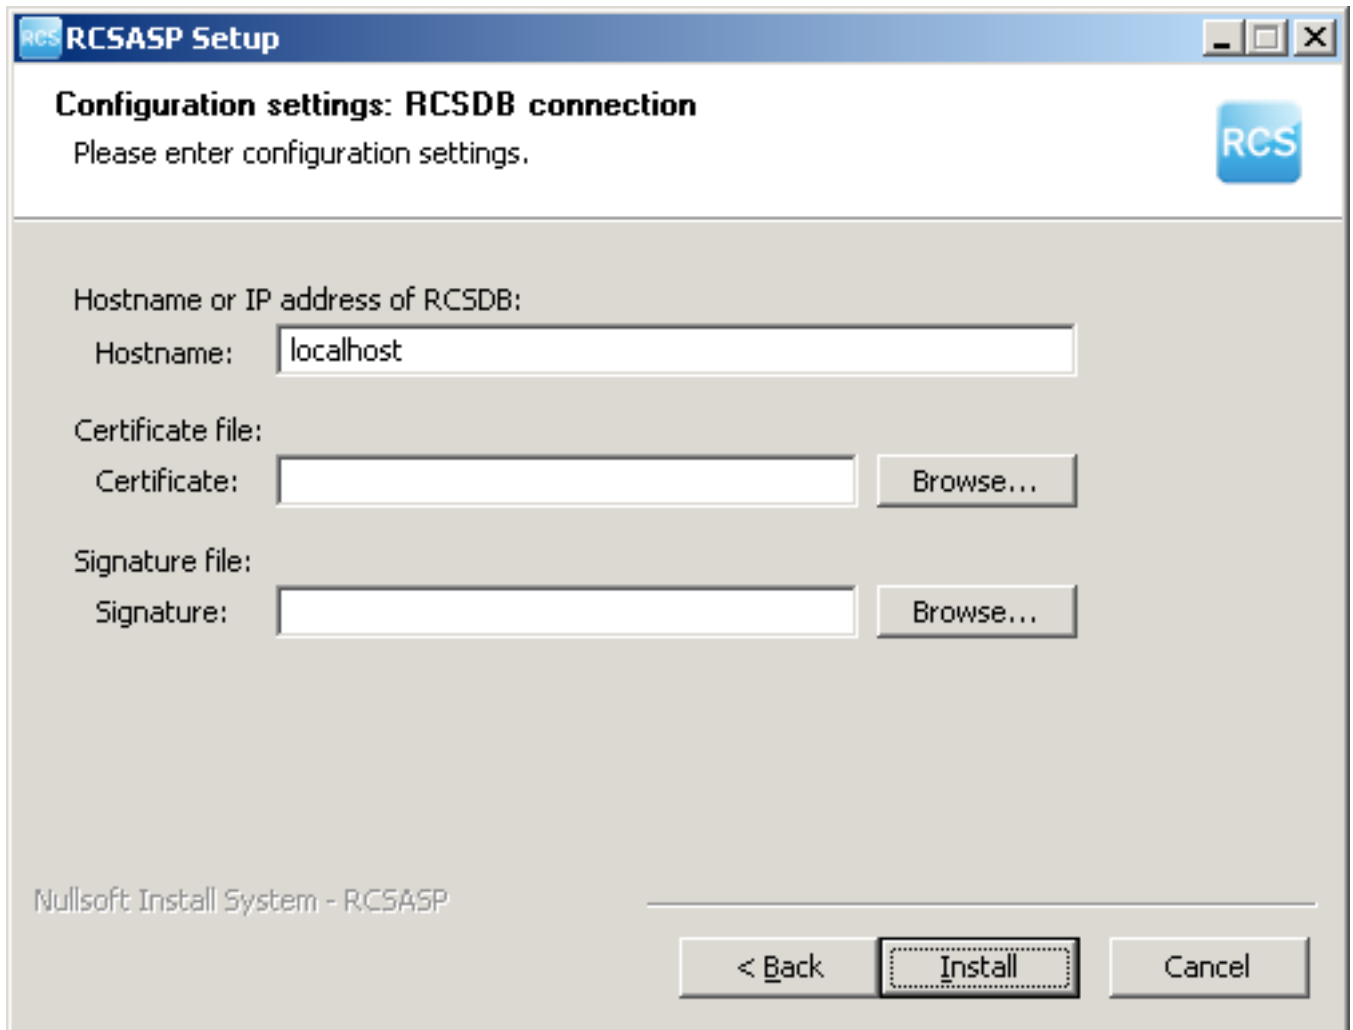 RCS RCSASP Setup
Configuration settings: RCSDB connection
Please enter configuration settings.
RCS
Hostname or IP address of RCSDB:
Hostname: localhost
Certificate file:
Certificate: Browse...
Signature file:
Signature: Browse...
Nullsoft Install System - RCSASP
< Back Install Cancel